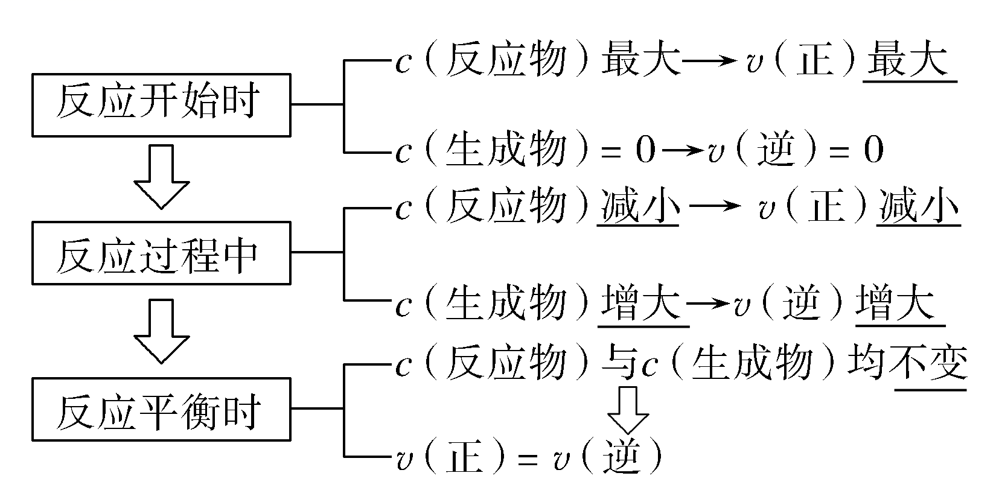 反应开始时
c（反应物）最大→v（正）最大
c（生成物）= 0→v（逆）= 0
反应过程中
c（反应物）减小→v（正）减小
c（生成物）增大→v（逆）增大
反应平衡时
c（反应物）与c（生成物）均不变
v（正）= v（逆）